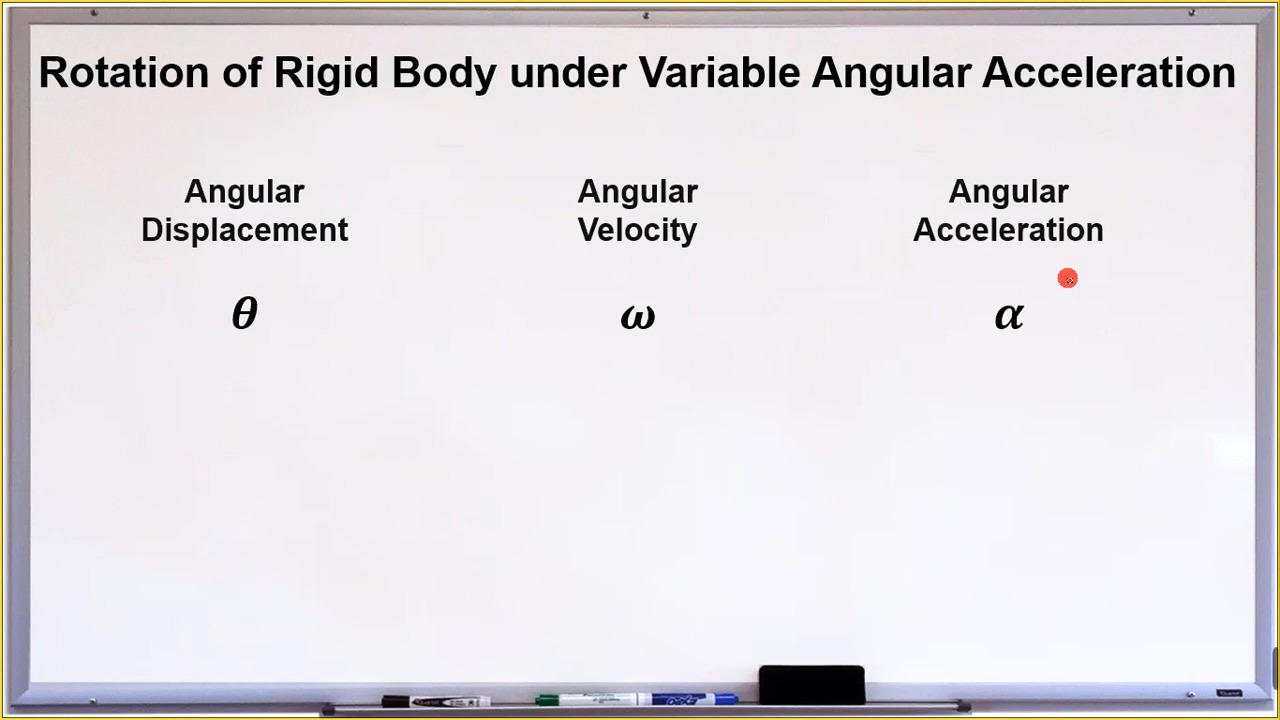 Rotation of Rigid Body under Variable Angular Acceleration
Angular
Displacement
Angular
Velocity
Angular
Acceleration
θ
ω
α